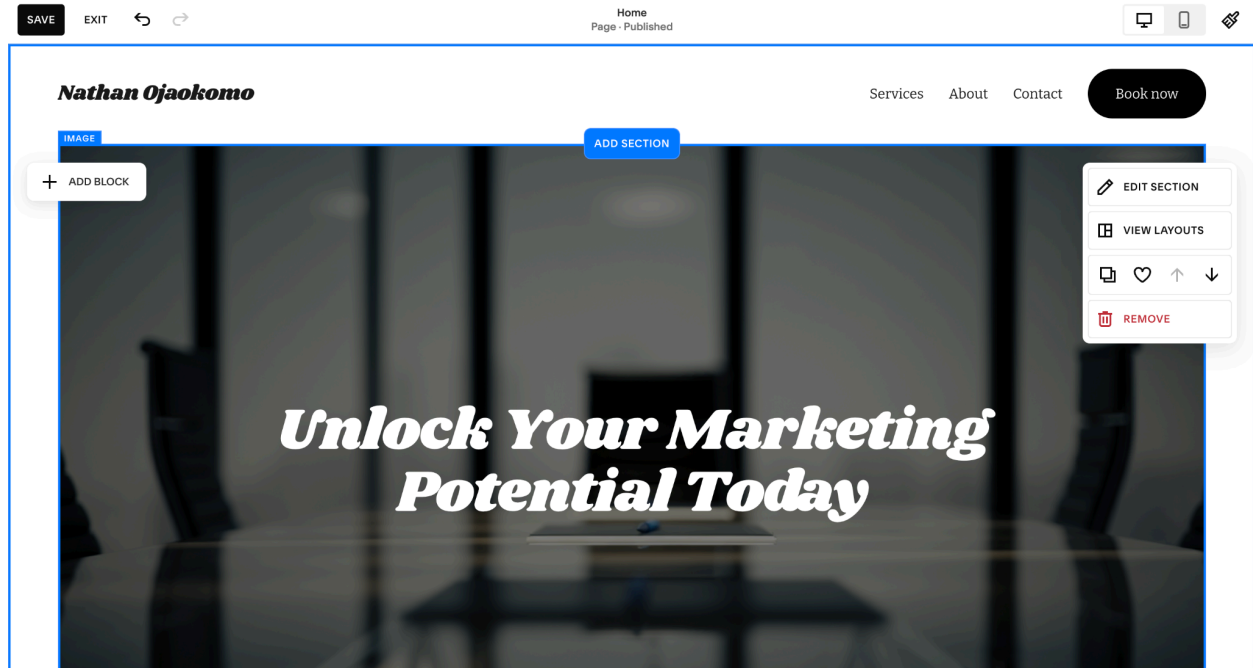 SAVE
EXIT
Home
Page · Published
Nathan Ojaokomo
Services
About
Contact
Book now
IMAGE
ADD SECTION
ADD BLOCK
EDIT SECTION
VIEW LAYOUTS
REMOVE
Unlock Your Marketing
Potential Today